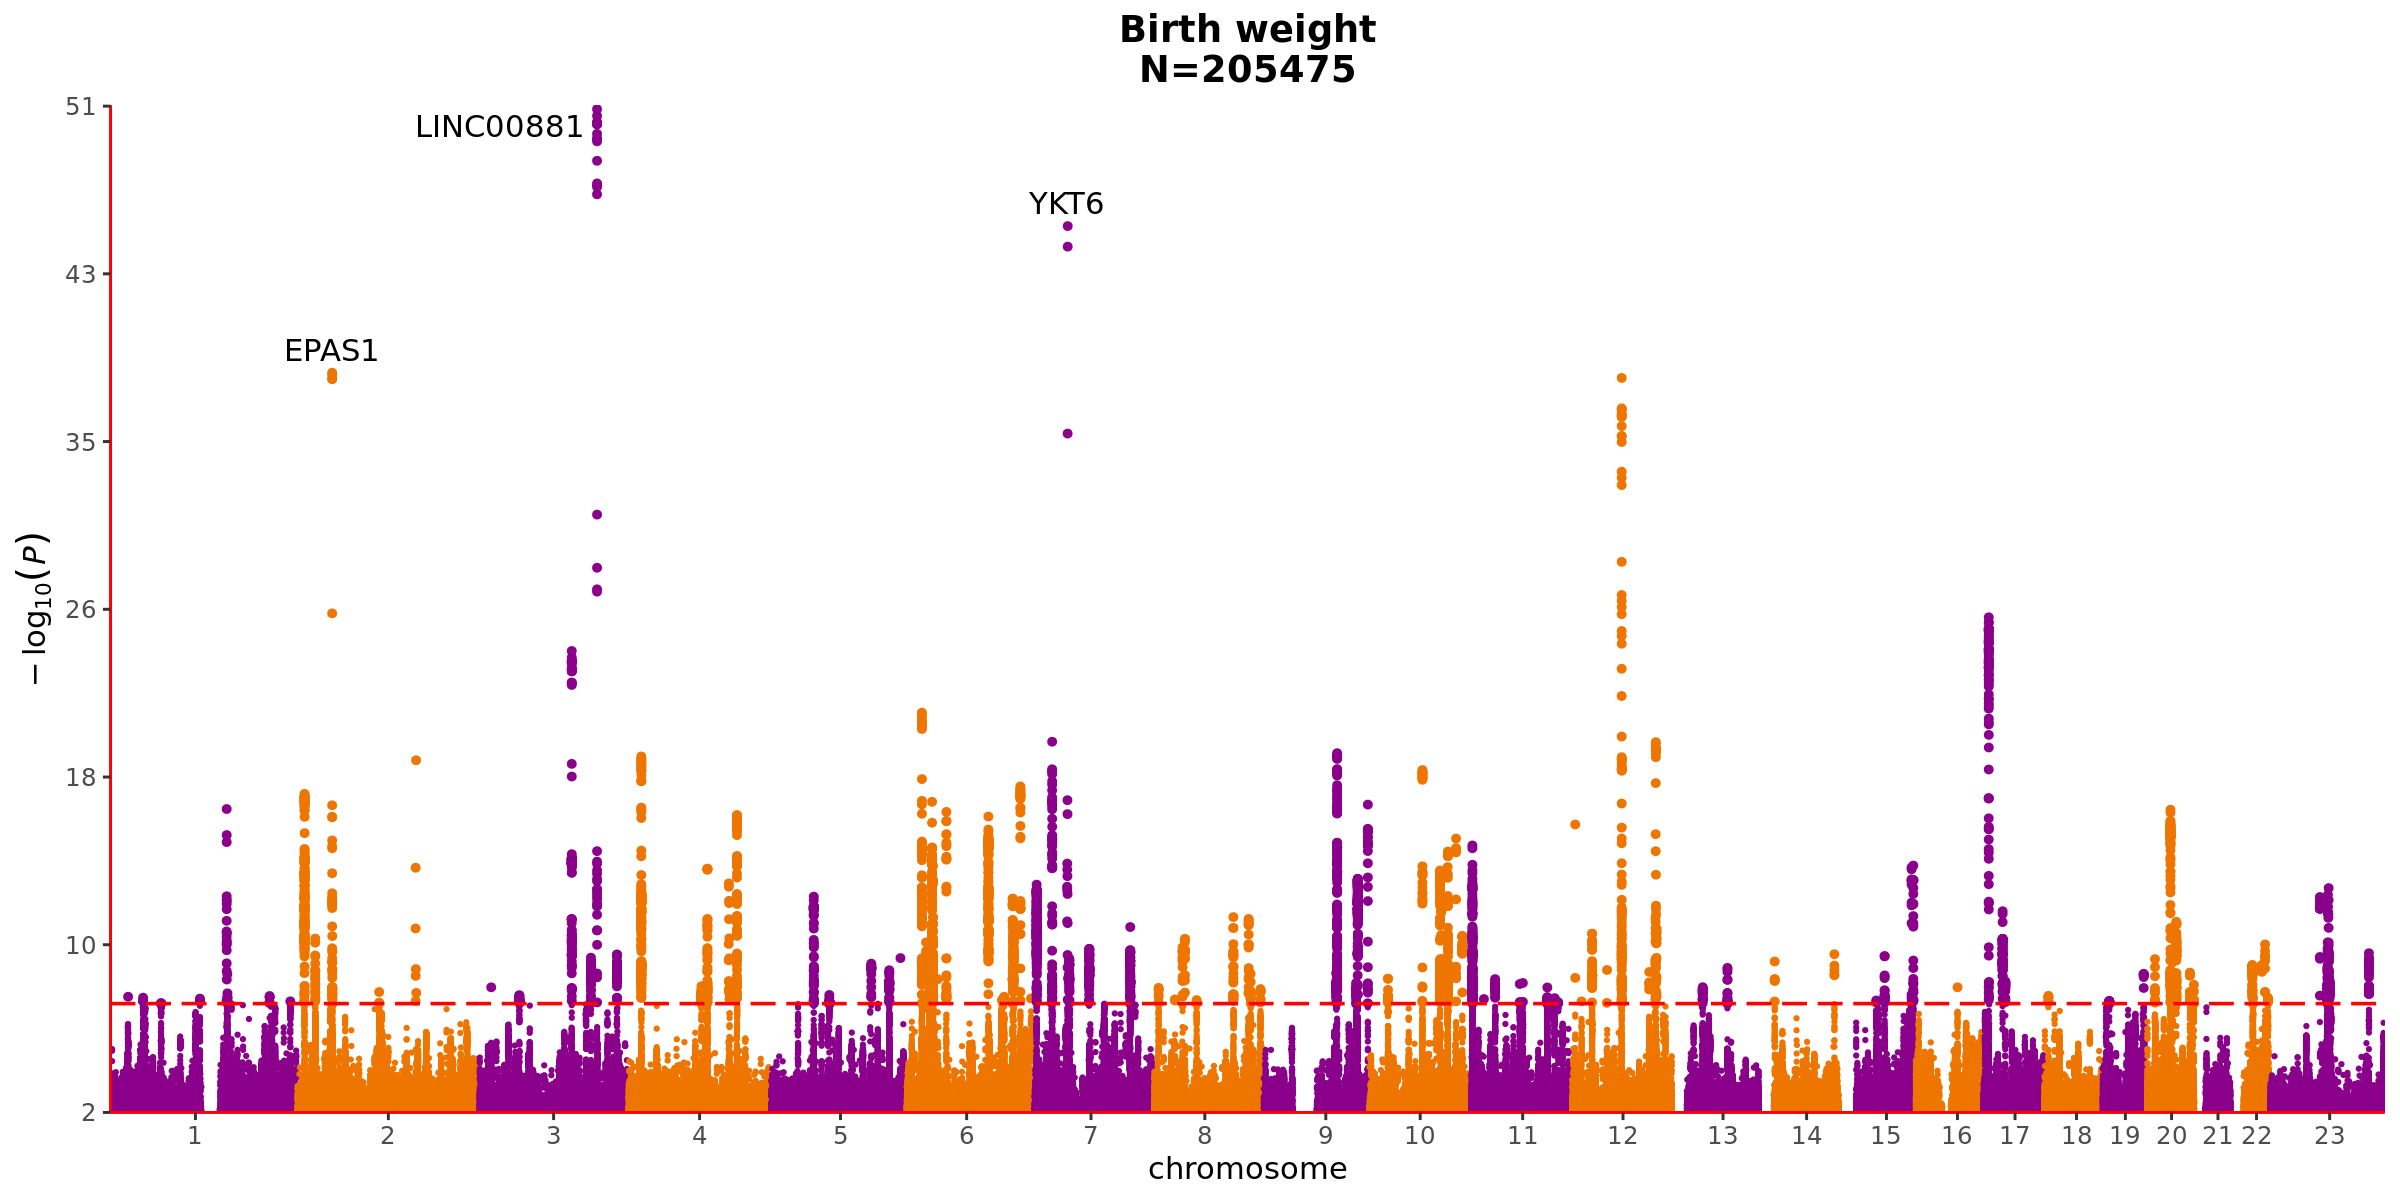 Birth weight
N=205475
51
LINC00881
YKT6
43
EPAS1
35
26
18
10
2
−log10(P)
1 2 3 4 5 6 7 8 9 10 11 12 13 14 15 16 17 18 19 20 21 22 23
chromosome